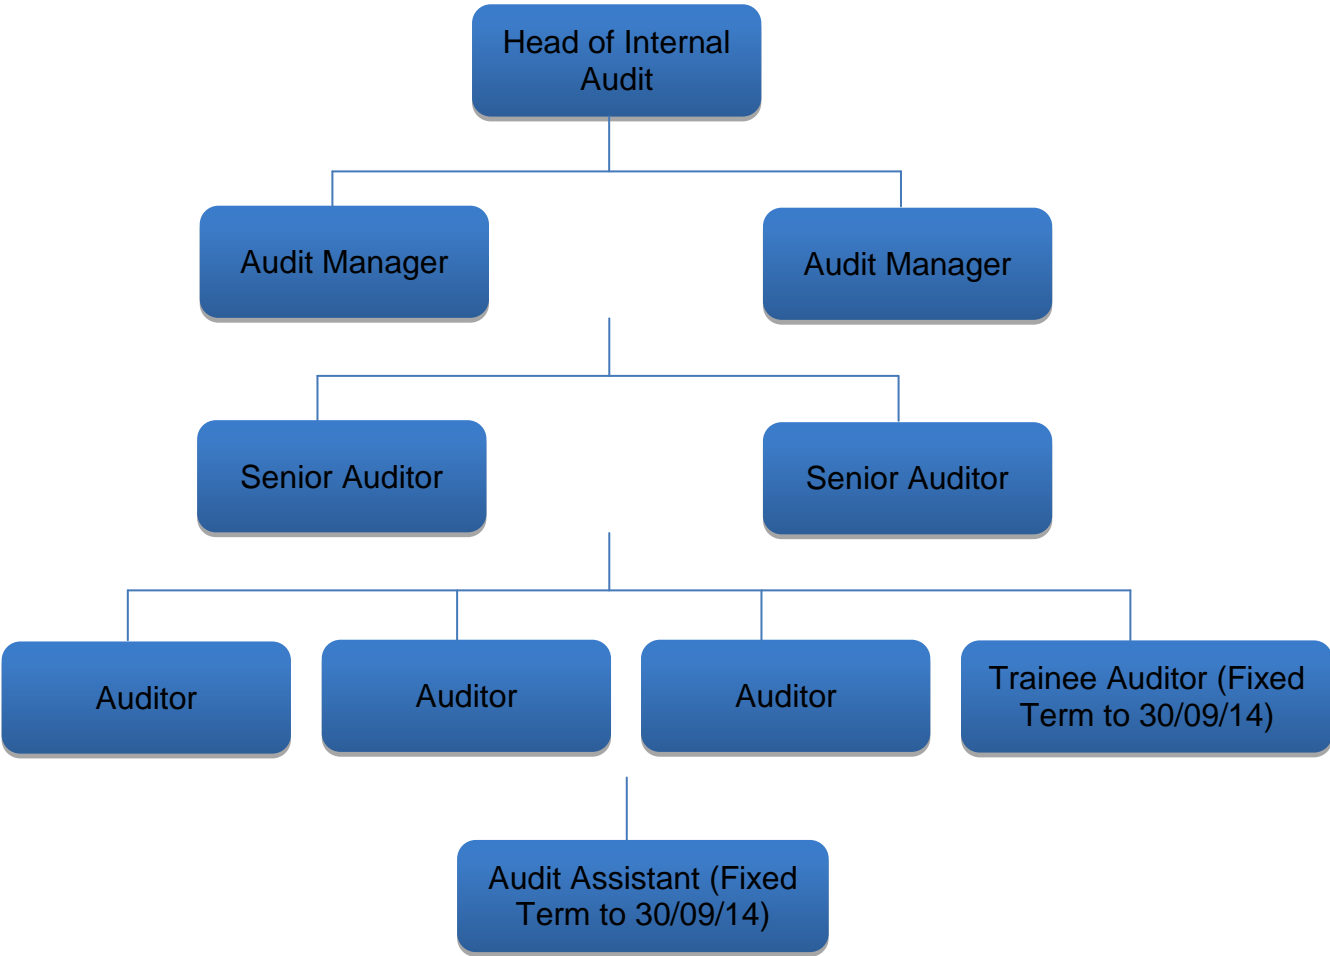 Head of Internal
Audit
Audit Manager
Audit Manager
Senior Auditor
Senior Auditor
Auditor
Auditor
Auditor
Trainee Auditor (Fixed
Term to 30/09/14)
Audit Assistant (Fixed
Term to 30/09/14)